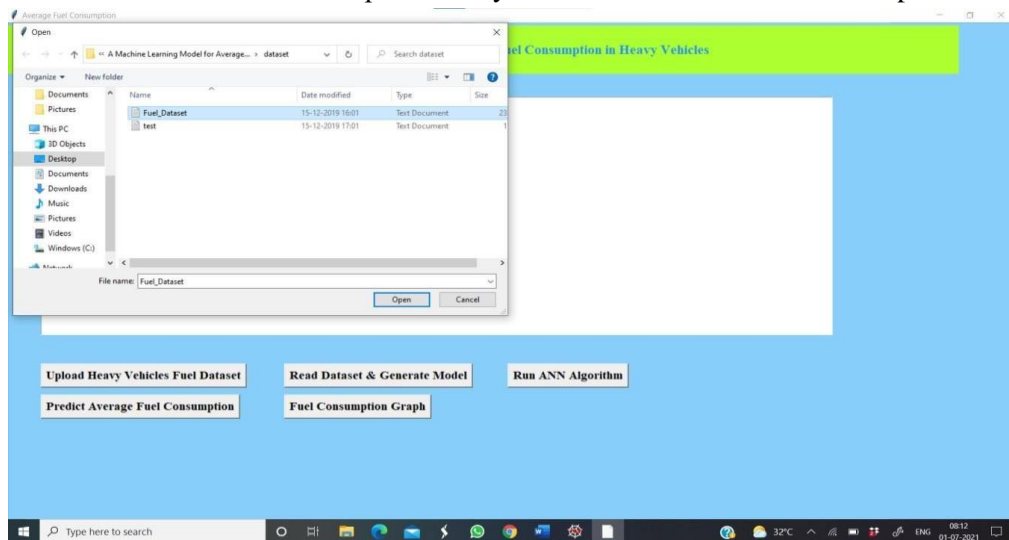 Average Fuel Consumption
Open
el Consumption in Heavy Vehicles
« A Machine Learning Model for Average... › dataset
Search dataset
Organize
New folder
Documents
Pictures
This PC
3D Objects
Desktop
Documents
Downloads
Music
Pictures
Videos
Windows (C:)
Network
Name Date modified Type Size
Fuel_Dataset 15-12-2019 16:01 Text Document 23
test 15-12-2019 17:01 Text Document 1
File name: Fuel_Dataset
Open Cancel
Upload Heavy Vehicles Fuel Dataset Read Dataset & Generate Model Run ANN Algorithm
Predict Average Fuel Consumption Fuel Consumption Graph
Type here to search
32°C ENG 08:12
01-07-2021